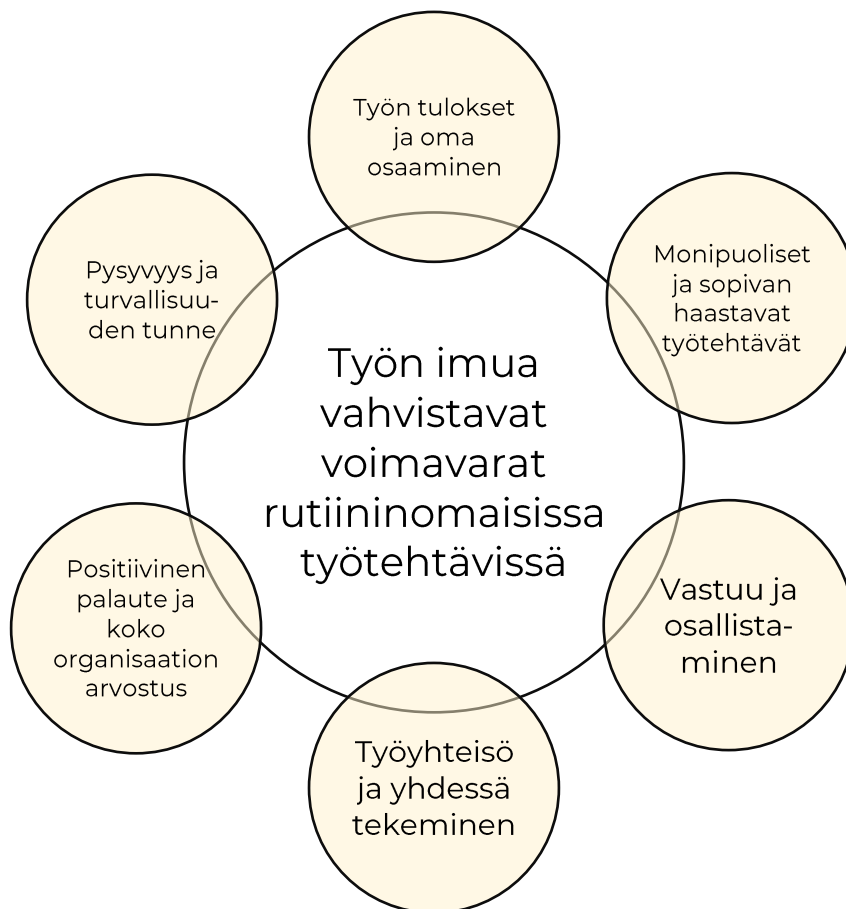 Työn tulokset
ja oma
osaaminen
Monipuoliset
ja sopivan
haastavat
työtehtävät
Pysyvyys ja
turvallisuu-
den tunne
Työn imua
vahvistavat
voimavarat
rutiininomaisissa
työtehtävissä
Positiivinen
palaute ja
koko
organisaation
arvostus
Vastuu ja
osallista-
minen
Työyhteisö
ja yhdessä
tekeminen